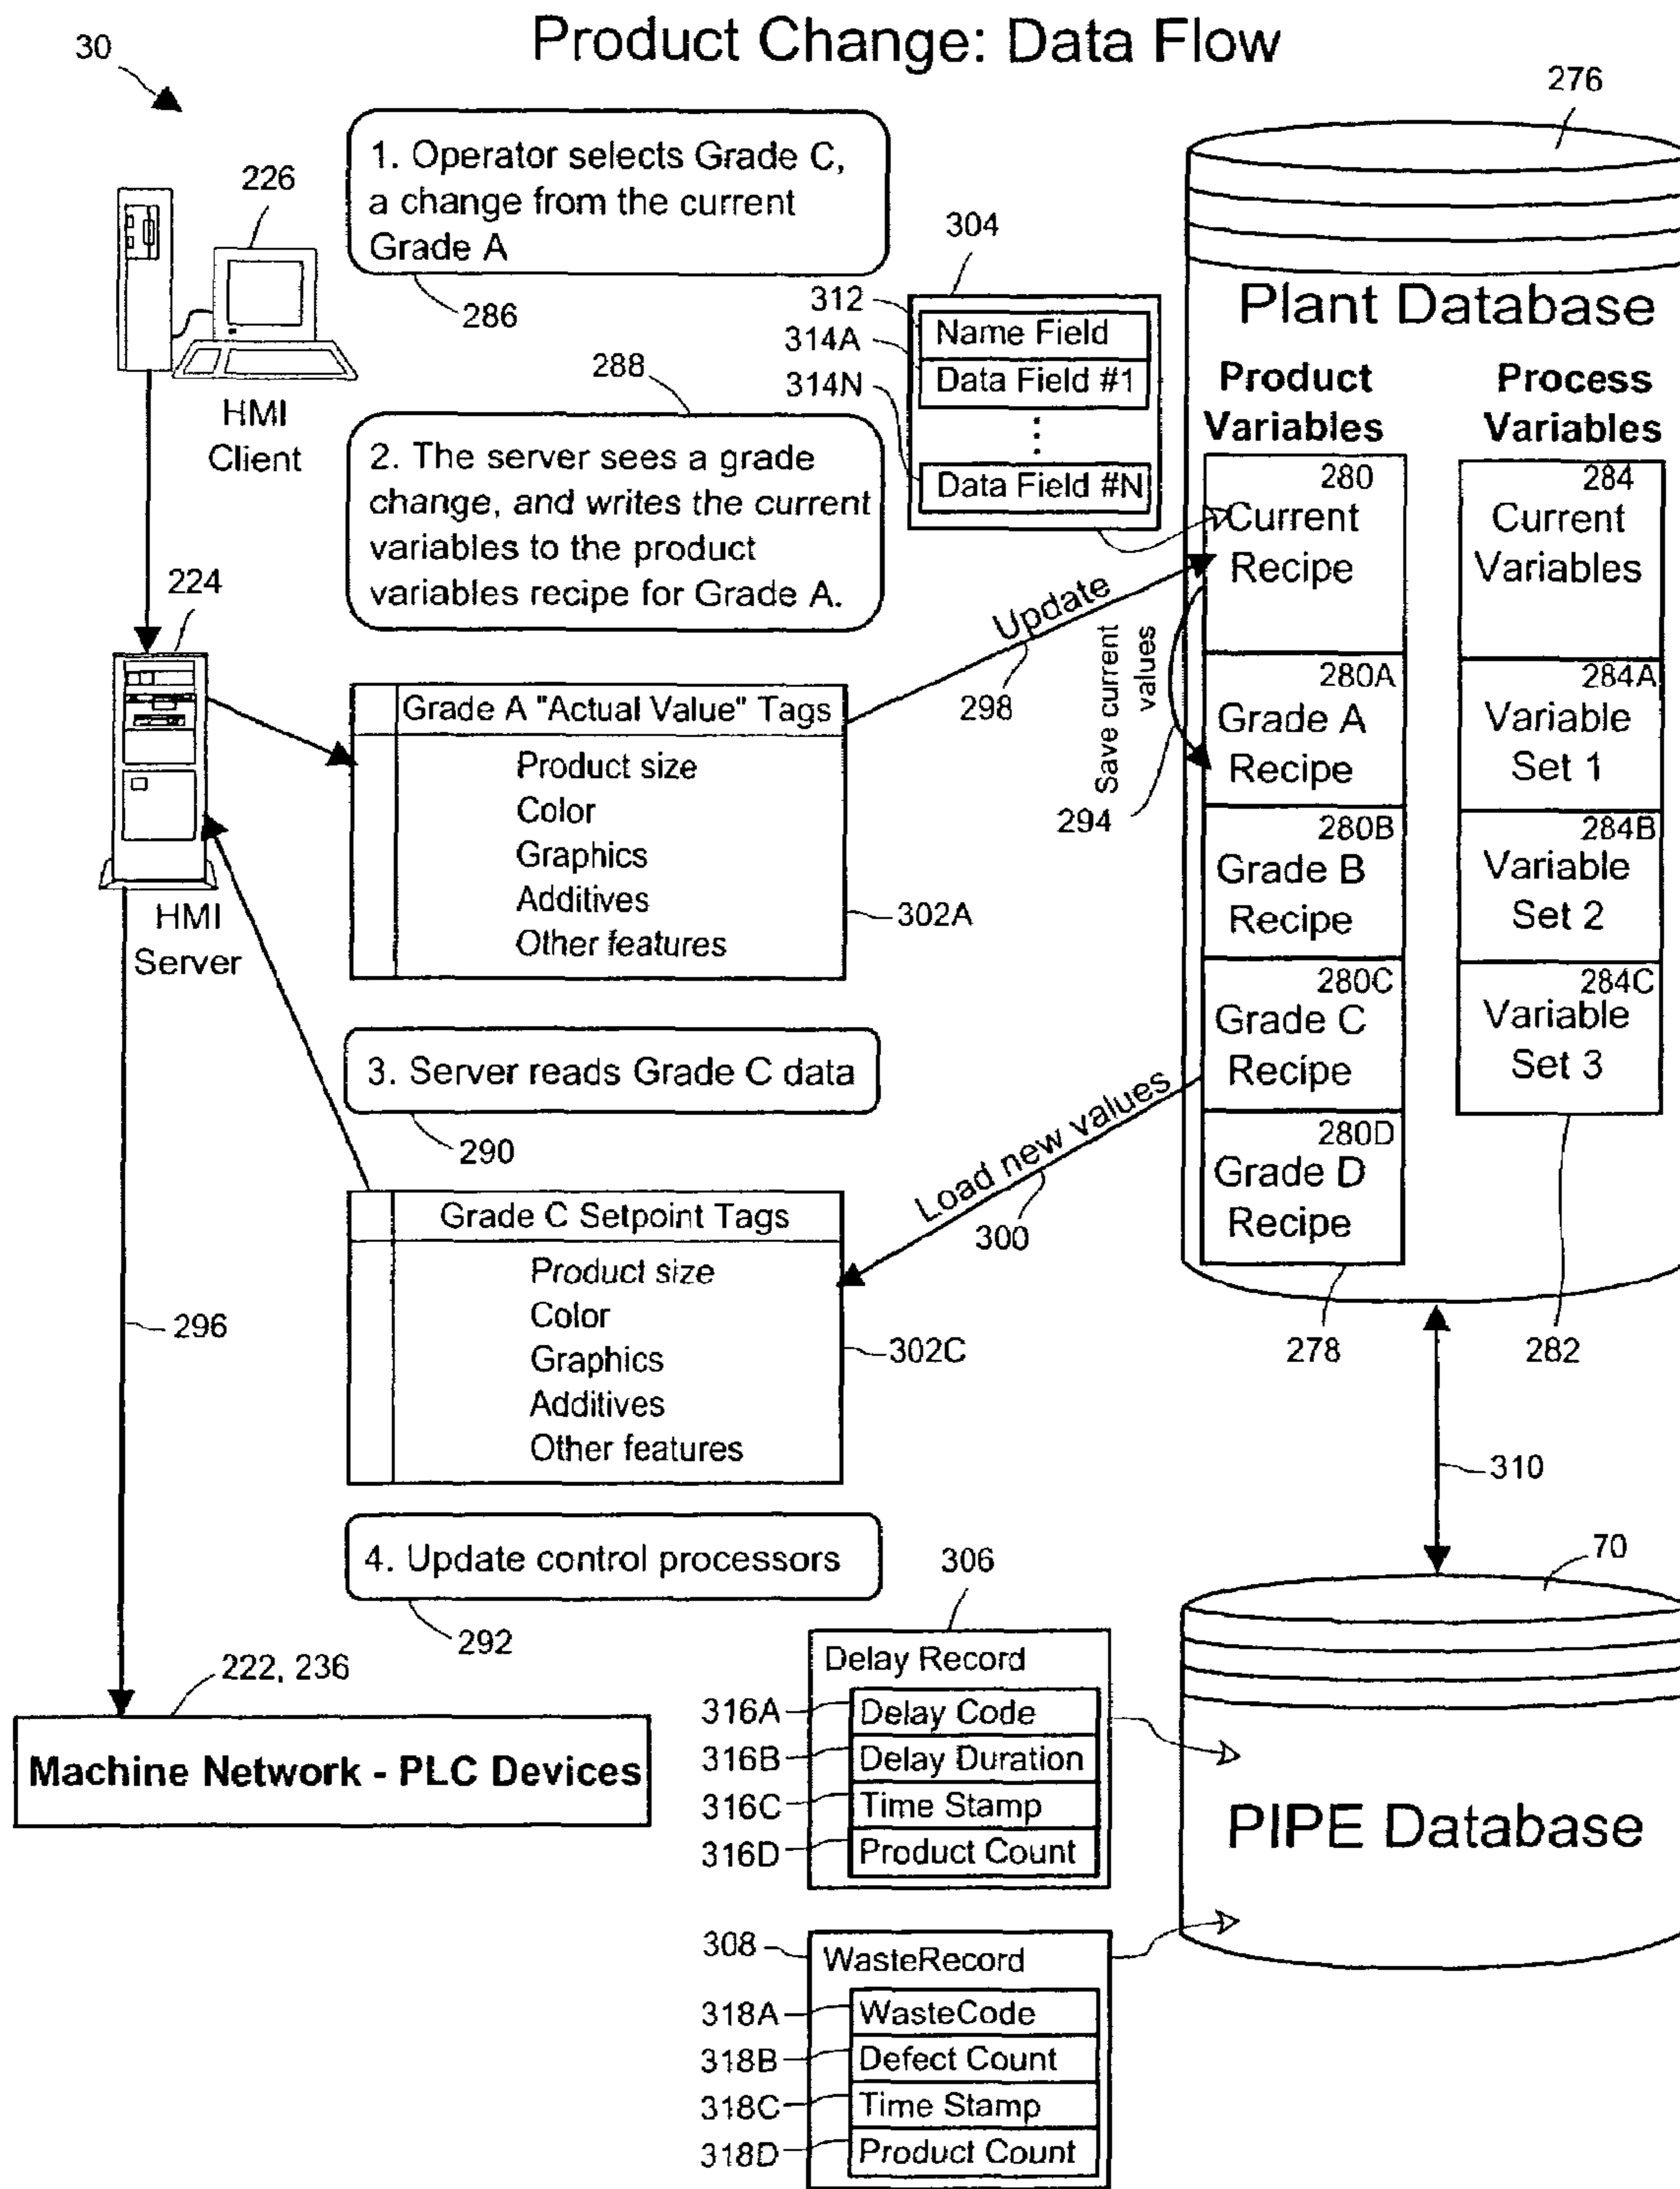 Product Change: Data Flow
30
276
226
1. Operator selects Grade C,
a change from the current
Grade A
286
304
312
Name Field
314A
Data Field #1
314N
Data Field #N
Plant Database
Product
Variables
Process
Variables
HMI
Client
288
2. The server sees a grade
change, and writes the current
variables to the product
variables recipe for Grade A.
280
Current
Recipe
284
Current
Variables
224
HMI
Server
Grade A "Actual Value" Tags
Product size
Color
Graphics
Additives
Other features
302A
Update
298
Save current
values
294
280A
Grade A
Recipe
284A
Variable
Set 1
280B
Grade B
Recipe
284B
Variable
Set 2
280C
Grade C
Recipe
284C
Variable
Set 3
280D
Grade D
Recipe
3. Server reads Grade C data
290
Load new values
300
Grade C Setpoint Tags
Product size
Color
Graphics
Additives
Other features
302C
296
278
282
310
4. Update control processors
292
222, 236
Machine Network - PLC Devices
306
Delay Record
316A
Delay Code
316B
Delay Duration
316C
Time Stamp
316D
Product Count
70
PIPE Database
308
WasteRecord
318A
WasteCode
318B
Defect Count
318C
Time Stamp
318D
Product Count